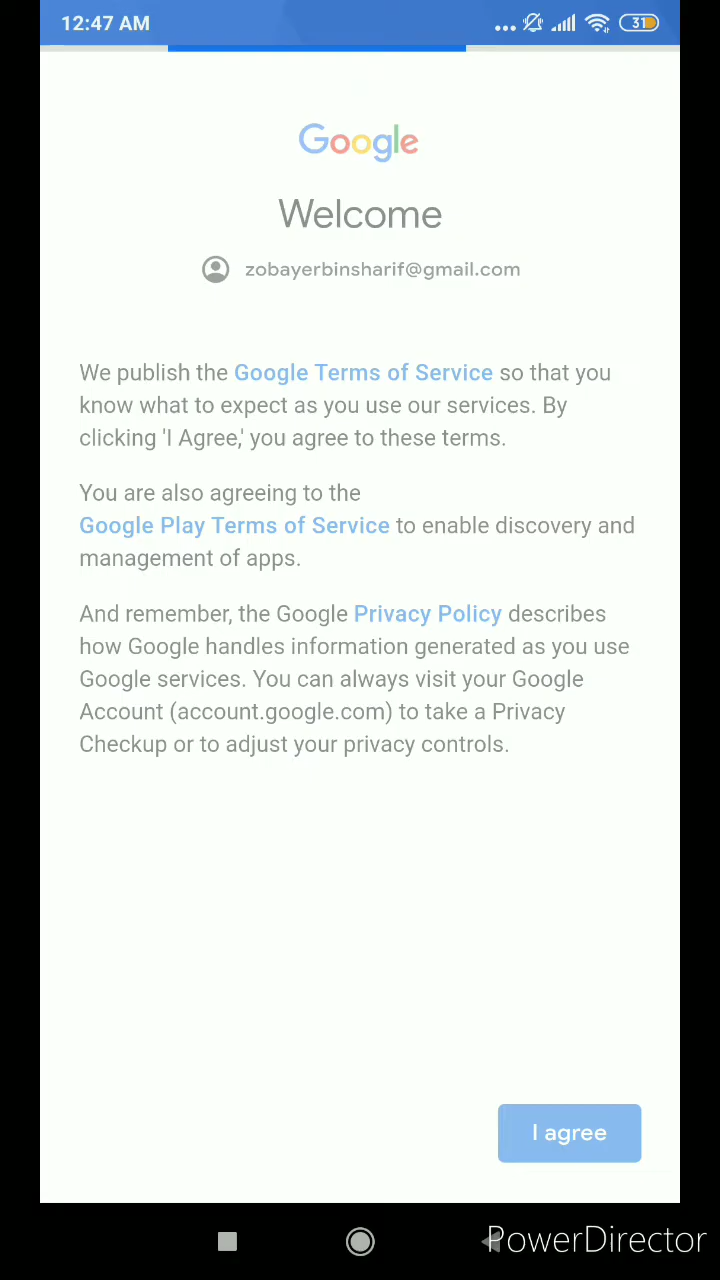 12:47 AM
31
Google
Welcome
zobayerbinsharif@gmail.com
We publish the Google Terms of Service so that you
know what to expect as you use our services. By
clicking 'I Agree,' you agree to these terms.
You are also agreeing to the
Google Play Terms of Service to enable discovery and
management of apps.
And remember, the Google Privacy Policy describes
how Google handles information generated as you use
Google services. You can always visit your Google
Account (account.google.com) to take a Privacy
Checkup or to adjust your privacy controls.
I agree
PowerDirector